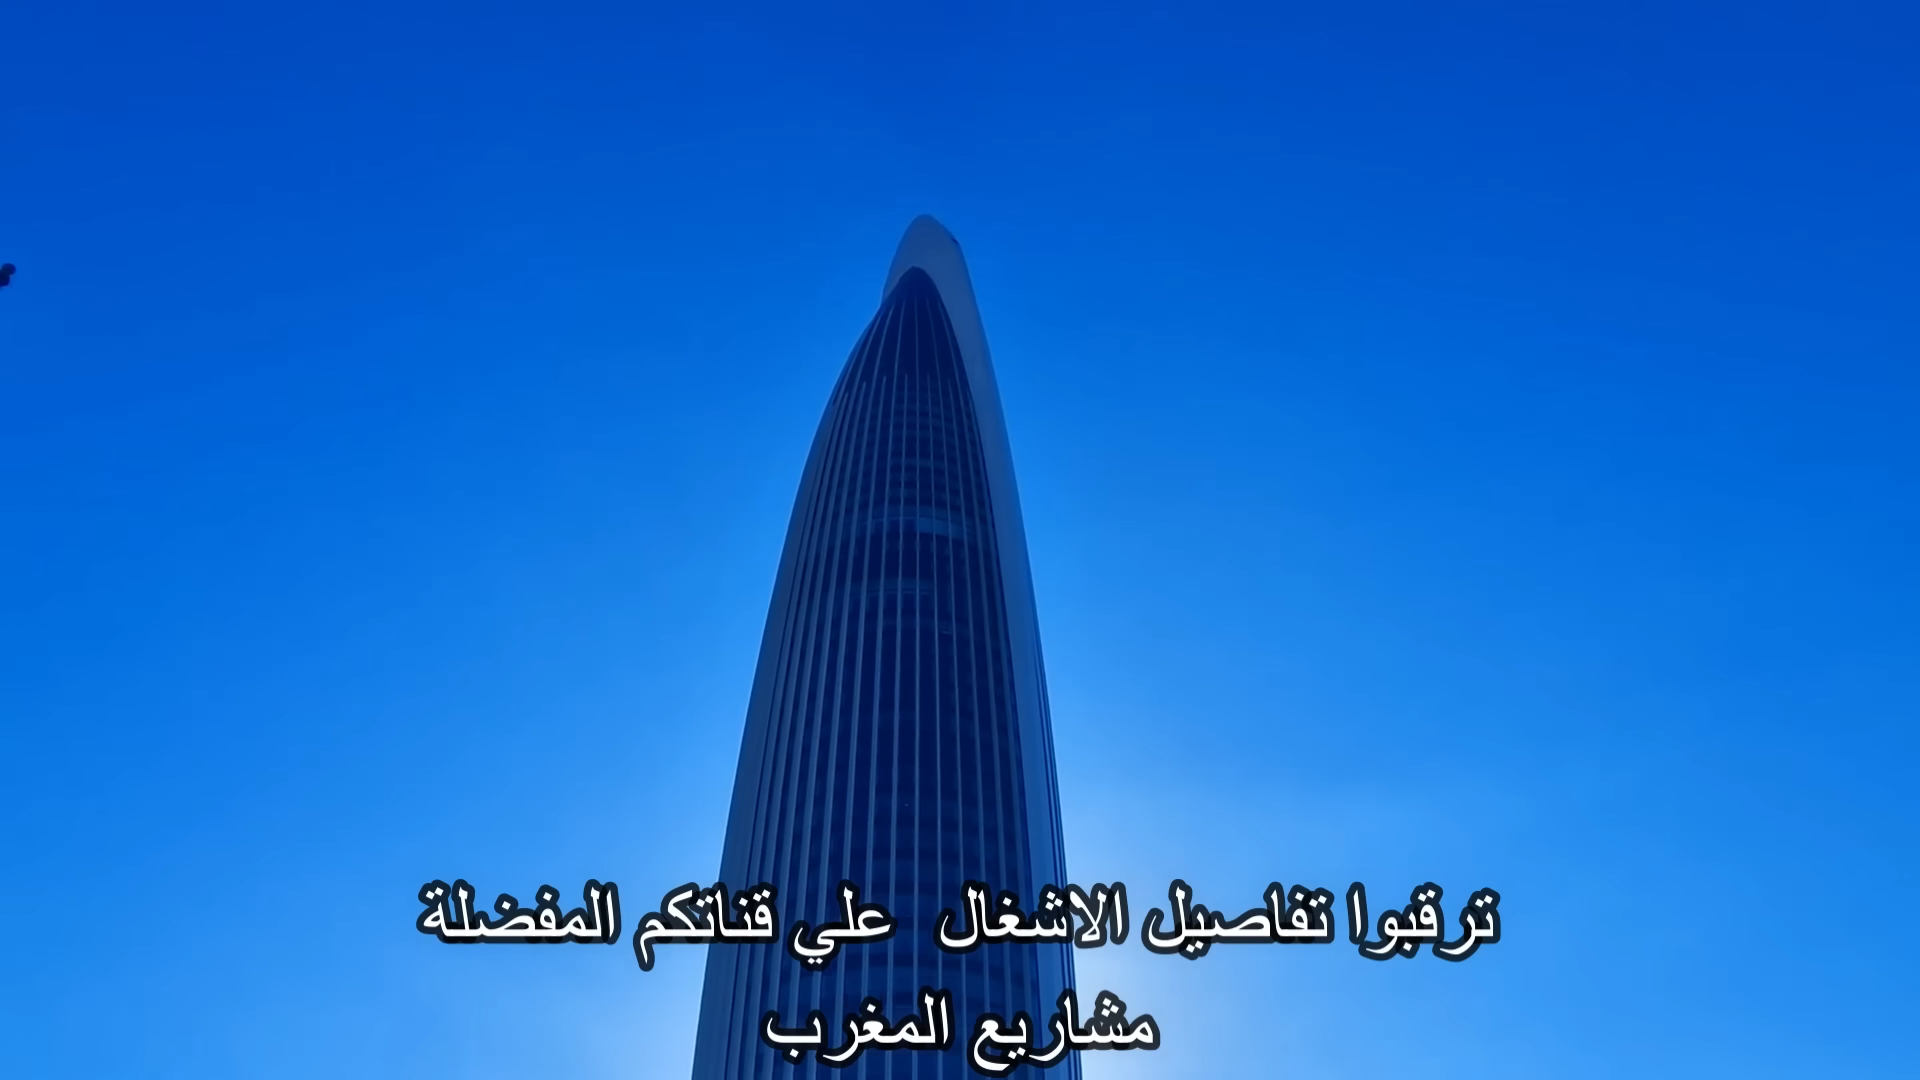 ترقبوا تفاصيل الاشغال  علي قناتكم المفضلة
مشاريع المغرب